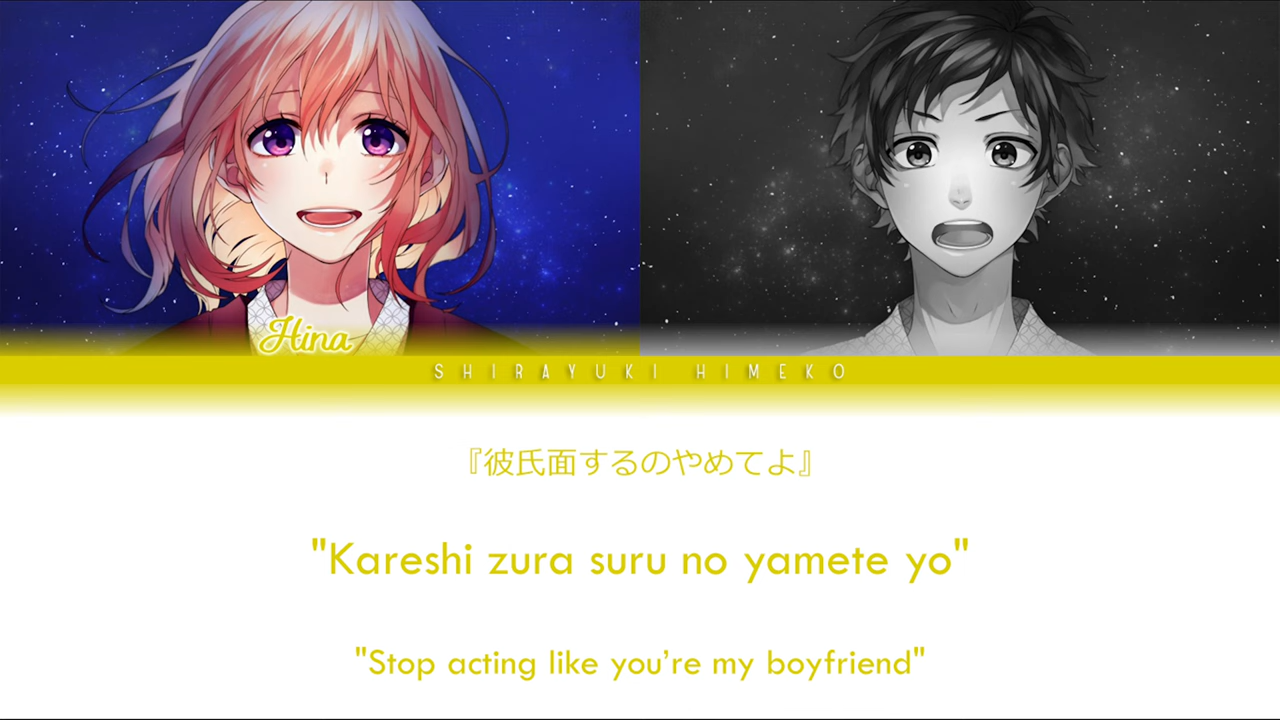 Hina
SHIRAYUKI HIMEKO
『彼氏面するのやめてよ』
"Kareshi zura suru no yamete yo"
"Stop acting like you’re my boyfriend"